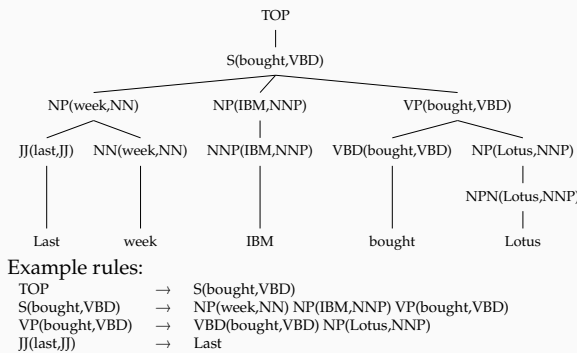 TOP
S(bought,VBD)
NP(week,NN) NP(IBM,NNP) VP(bought,VBD)
JJ(last,JJ) NN(week,NN) NNP(IBM,NNP) VBD(bought,VBD) NP(Lotus,NNP)
NPN(Lotus,NNP)
Last week IBM bought Lotus
Example rules:
TOP → S(bought,VBD)
S(bought,VBD) → NP(week,NN) NP(IBM,NNP) VP(bought,VBD)
VP(bought,VBD) → VBD(bought,VBD) NP(Lotus,NNP)
JJ(last,JJ) → Last